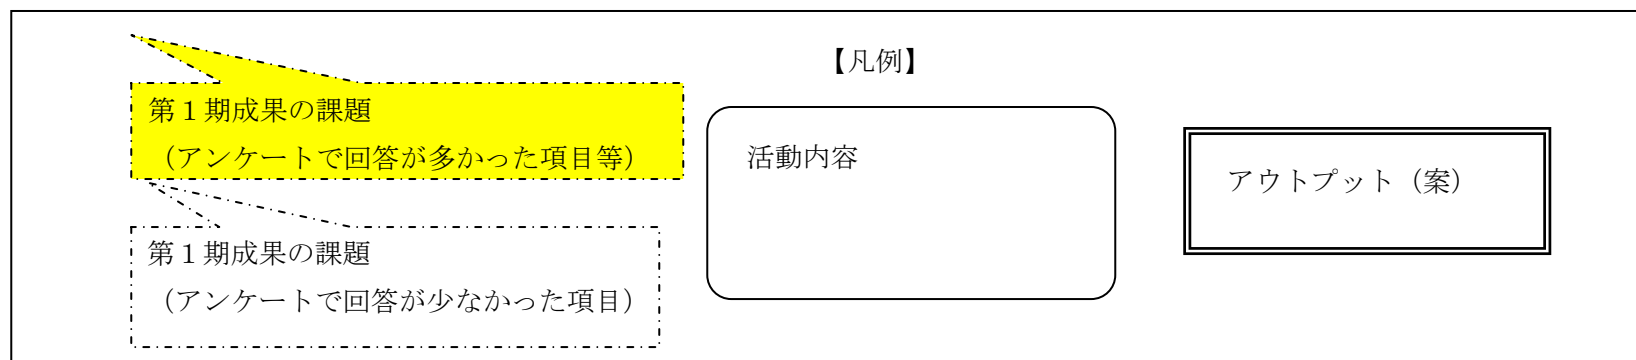 【凡例】
第１期成果の課題
（アンケートで回答が多かった項目等）
活動内容
アウトプット（案）
第１期成果の課題
（アンケートで回答が少なかった項目）